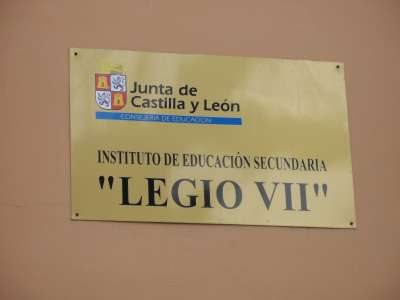 Junta de
Castilla y León
CONSEJERÍA DE EDUCACIÓN
INSTITUTO DE EDUCACIÓN SECUNDARIA
"LEGIO VII"